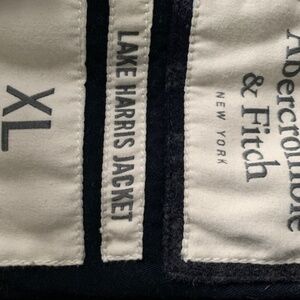 Abercrombie
& Fitch
NEW YORK
LAKE HARRIS JACKET
XL